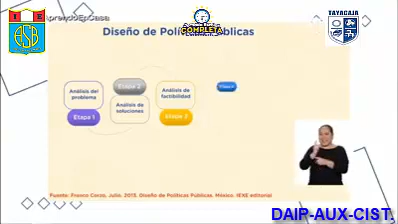 I E
ASB
#AprendoEnCasa
COMPLETA
TAYACAJA
Diseño de Políticas Públicas
Análisis del
problema
Etapa 1
Etapa 2
Análisis de
soluciones
Análisis de
factibilidad
Etapa 3
Fuente: Franco Corzo, Julio. 2013. Diseño de Políticas Públicas. México. IEXE editorial
DAIP-AUX-CIST.